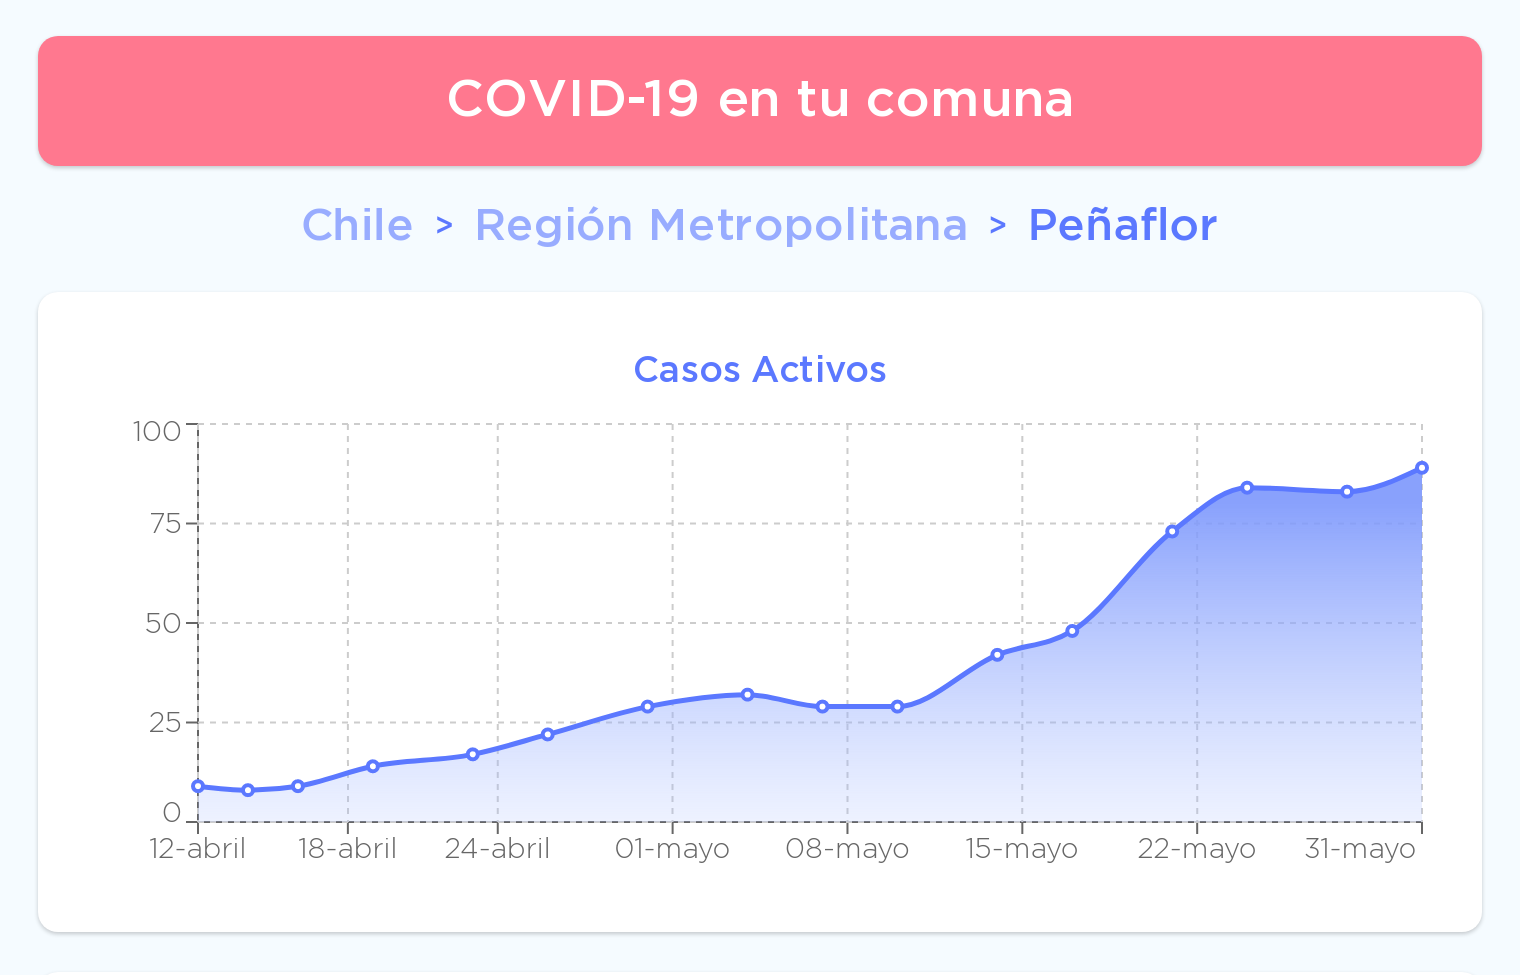 COVID-19 en tu comuna
Chile > Región Metropolitana > Peñaflor
Casos Activos
100
75
50
25
0
12-abril 18-abril 24-abril 01-mayo 08-mayo 15-mayo 22-mayo 31-mayo